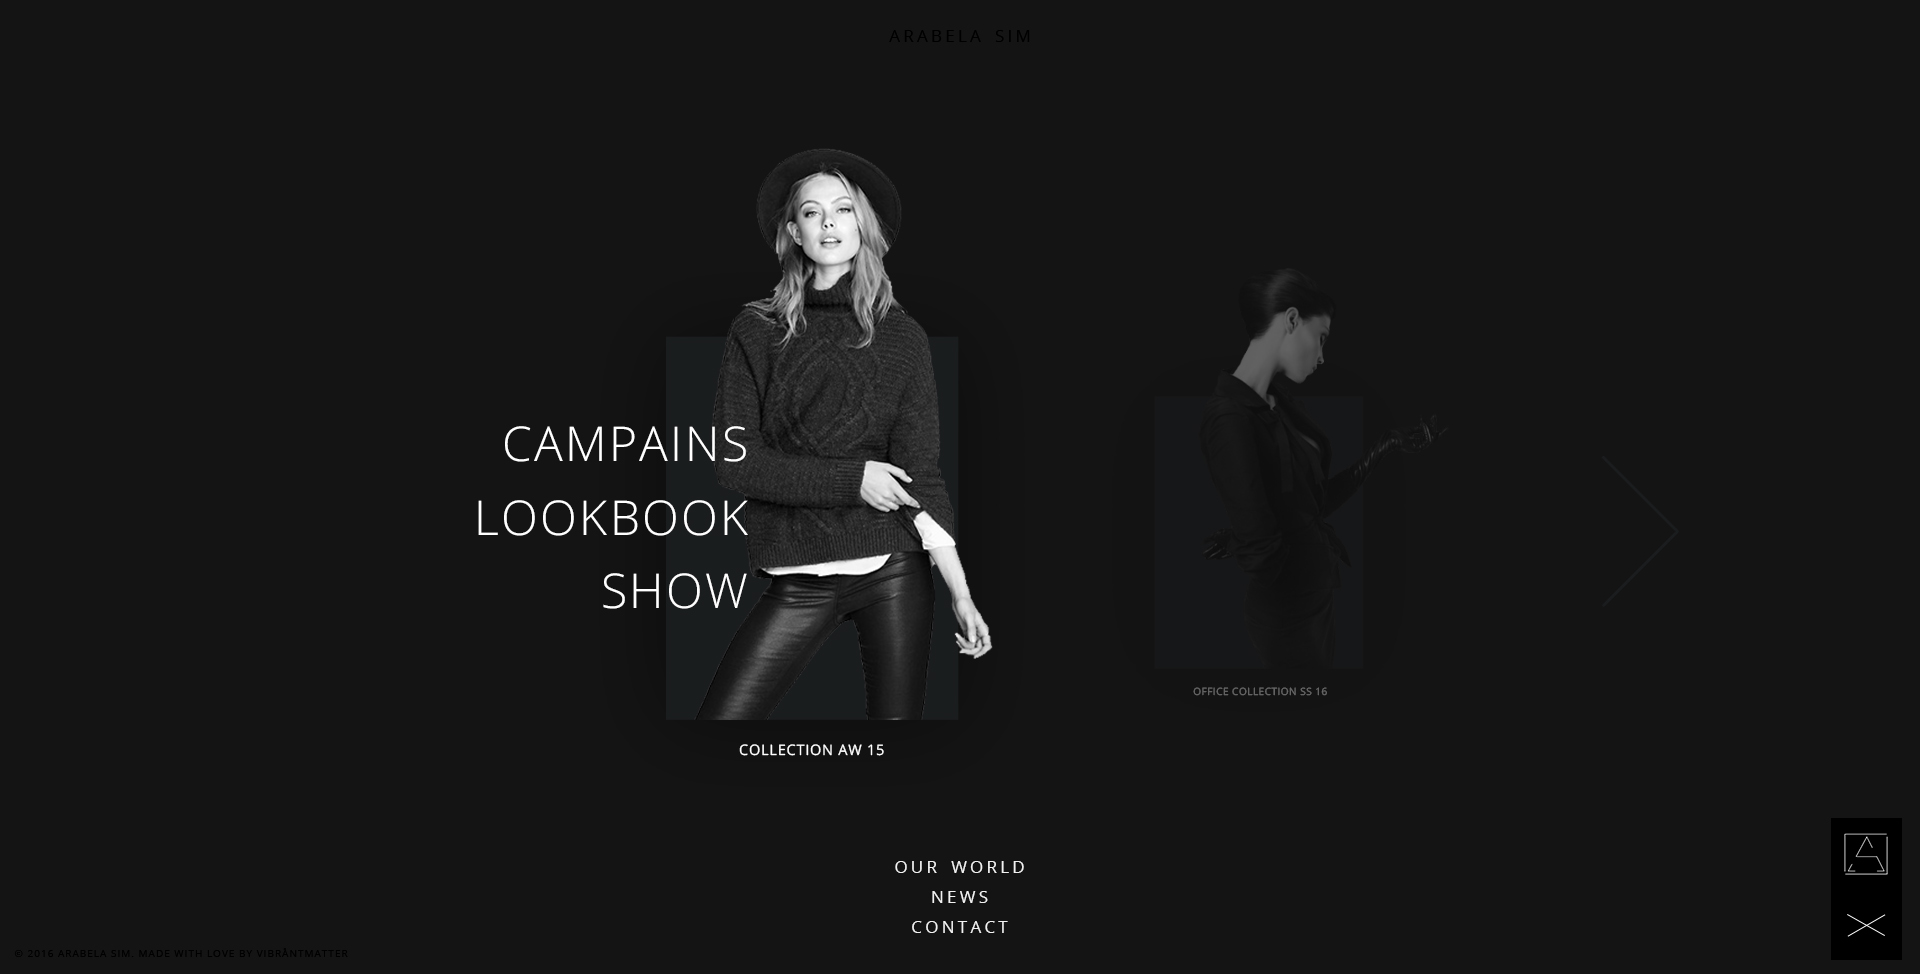 ARABELA SIM
CAMPAINS
LOOKBOOK
SHOW
COLLECTION AW 15
OFFICE COLLECTION SS 16
OUR WORLD
NEWS
CONTACT
© 2016 ARABELA SIM. MADE WITH LOVE BY VIBRÀNTMATTER